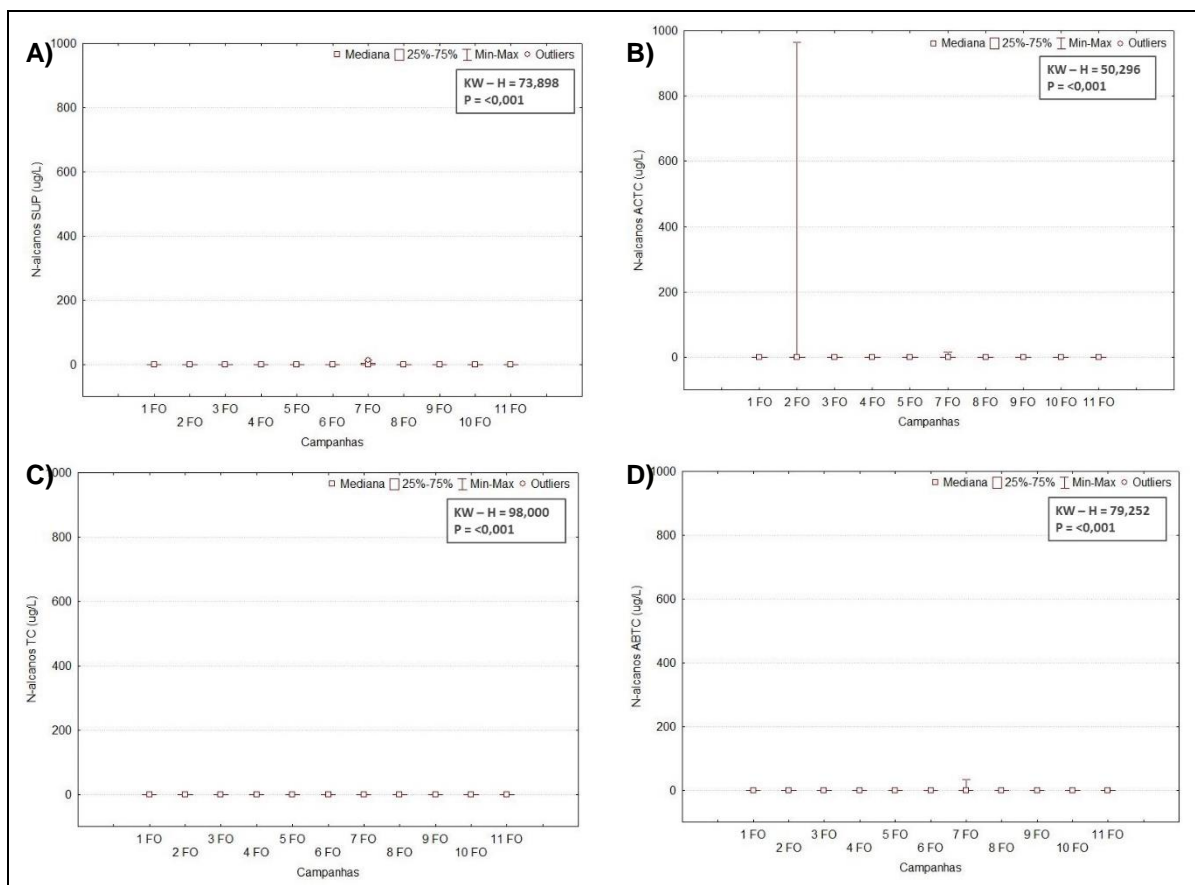 A)
Mediana 25%-75% Min-Max Outliers
KW – H = 73,898
P = <0,001
N-alcanos SUP (ug/L)
1000
800
600
400
200
0
1 FO 3 FO 5 FO 7 FO 9 FO 11 FO
2 FO 4 FO 6 FO 8 FO 10 FO
Campanhas
B)
Mediana 25%-75% Min-Max Outliers
KW – H = 50,296
P = <0,001
N-alcanos ACTC (ug/L)
1000
800
600
400
200
0
1 FO 3 FO 5 FO 7 FO 9 FO 11 FO
2 FO 4 FO 6 FO 8 FO 10 FO
Campanhas
C)
Mediana 25%-75% Min-Max Outliers
KW – H = 98,000
P = <0,001
N-alcanos TC (ug/L)
1000
800
600
400
200
0
1 FO 3 FO 5 FO 7 FO 9 FO 11 FO
2 FO 4 FO 6 FO 8 FO 10 FO
Campanhas
D)
Mediana 25%-75% Min-Max Outliers
KW – H = 79,252
P = <0,001
N-alcanos ABTC (ug/L)
1000
800
600
400
200
0
1 FO 3 FO 5 FO 7 FO 9 FO 11 FO
2 FO 4 FO 6 FO 8 FO 10 FO
Campanhas